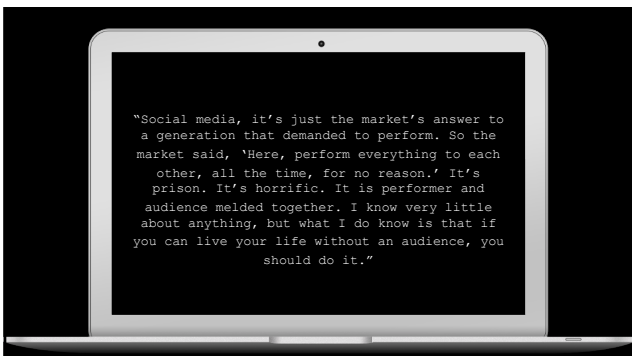 “Social media, it’s just the market’s answer to
a generation that demanded to perform. So the
market said, ‘Here, perform everything to each
other, all the time, for no reason.’ It’s
prison. It’s horrific. It is performer and
audience melded together. I know very little
about anything, but what I do know is that if
you can live your life without an audience, you
should do it.”